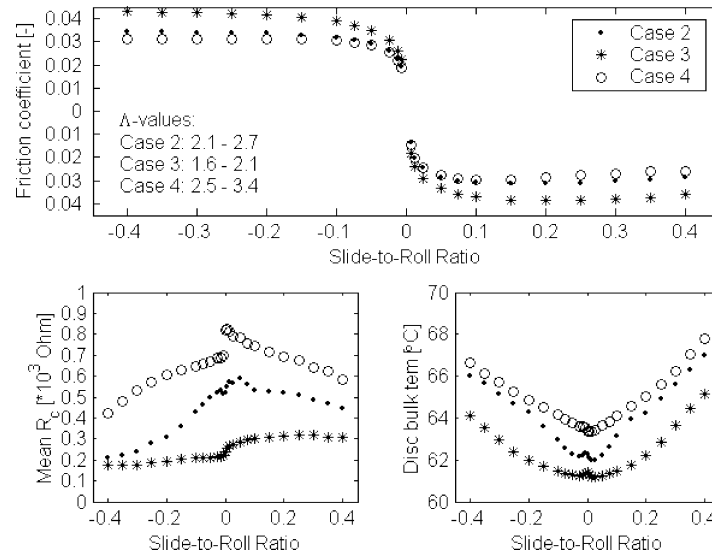 0.04
0.03
0.02
0.01
0
0.01
0.02
0.03
0.04
Friction coefficient [-]
Case 2
Case 3
Case 4
Λ-values:
Case 2: 2.1 - 2.7
Case 3: 1.6 - 2.1
Case 4: 2.5 - 3.4
-0.4 -0.3 -0.2 -0.1 0 0.1 0.2 0.3 0.4
Slide-to-Roll Ratio
1
0.9
0.8
0.7
0.6
0.5
0.4
0.3
0.2
0.1
0
Mean Rc [*10^3 Ohm]
-0.4 -0.2 0 0.2 0.4
Slide-to-Roll Ratio
70
68
66
64
62
60
Disc bulk tem [°C]
-0.4 -0.2 0 0.2 0.4
Slide-to-Roll Ratio